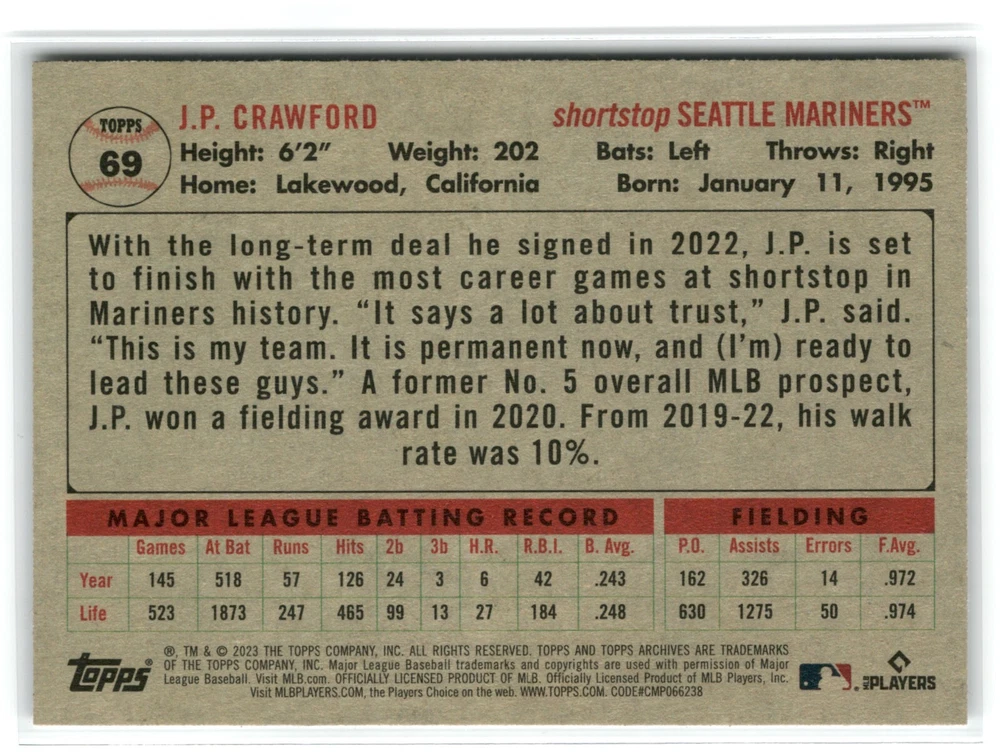 TOPPS
69
J.P. CRAWFORD shortstop SEATTLE MARINERS™
Height: 6'2" Weight: 202 Bats: Left Throws: Right
Home: Lakewood, California Born: January 11, 1995
With the long-term deal he signed in 2022, J.P. is set
to finish with the most career games at shortstop in
Mariners history. “It says a lot about trust,” J.P. said.
“This is my team. It is permanent now, and (I’m) ready to
lead these guys.” A former No. 5 overall MLB prospect,
J.P. won a fielding award in 2020. From 2019-22, his walk
rate was 10%.
MAJOR LEAGUE BATTING RECORD FIELDING
Games At Bat Runs Hits 2b 3b H.R. R.B.I. B. Avg. P.O. Assists Errors F.Avg.
Year 145 518 57 126 24 3 6 42 .243 162 326 14 .972
Life 523 1873 247 465 99 13 27 184 .248 630 1275 50 .974
topps®
®, TM & © 2023 THE TOPPS COMPANY, INC. ALL RIGHTS RESERVED. TOPPS AND TOPPS ARCHIVES ARE TRADEMARKS
OF THE TOPPS COMPANY, INC. Major League Baseball trademarks and copyrights are used with permission of Major
League Baseball. Visit MLB.com. OFFICIALLY LICENSED PRODUCT OF MLB. Officially Licensed Product of MLB Players, Inc.
Visit MLBPLAYERS.COM, the Players Choice on the web. WWW.TOPPS.COM. CODE#CMP066238
MLB PLAYERS